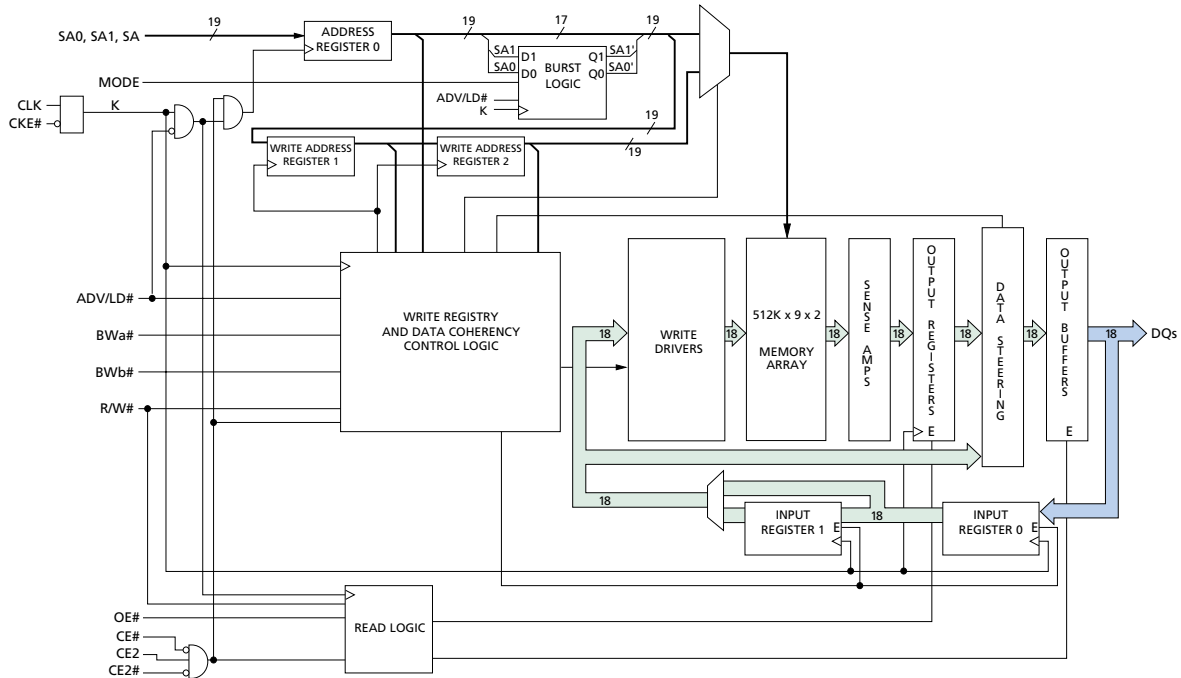 19
ADDRESS
REGISTER 0
SA0, SA1, SA
19
17
19
SA1
SA0
D1
D0
BURST
LOGIC
Q1
Q0
SA1'
SA0'
MODE
ADV/LD#
K
CLK
CKE#
K
19
19
WRITE ADDRESS
REGISTER 1
WRITE ADDRESS
REGISTER 2
ADV/LD#
BWa#
BWb#
R/W#
WRITE REGISTRY
AND DATA COHERENCY
CONTROL LOGIC
18
WRITE
DRIVERS
18
512K x 9 x 2
MEMORY
ARRAY
18
SENSE AMPS
18
OUTPUT REGISTERS
E
18
DATA STEERING
18
OUTPUT BUFFERS
E
18
DQs
18
INPUT
REGISTER 1
E
18
INPUT
REGISTER 0
E
OE#
CE#
CE2
CE2#
READ LOGIC